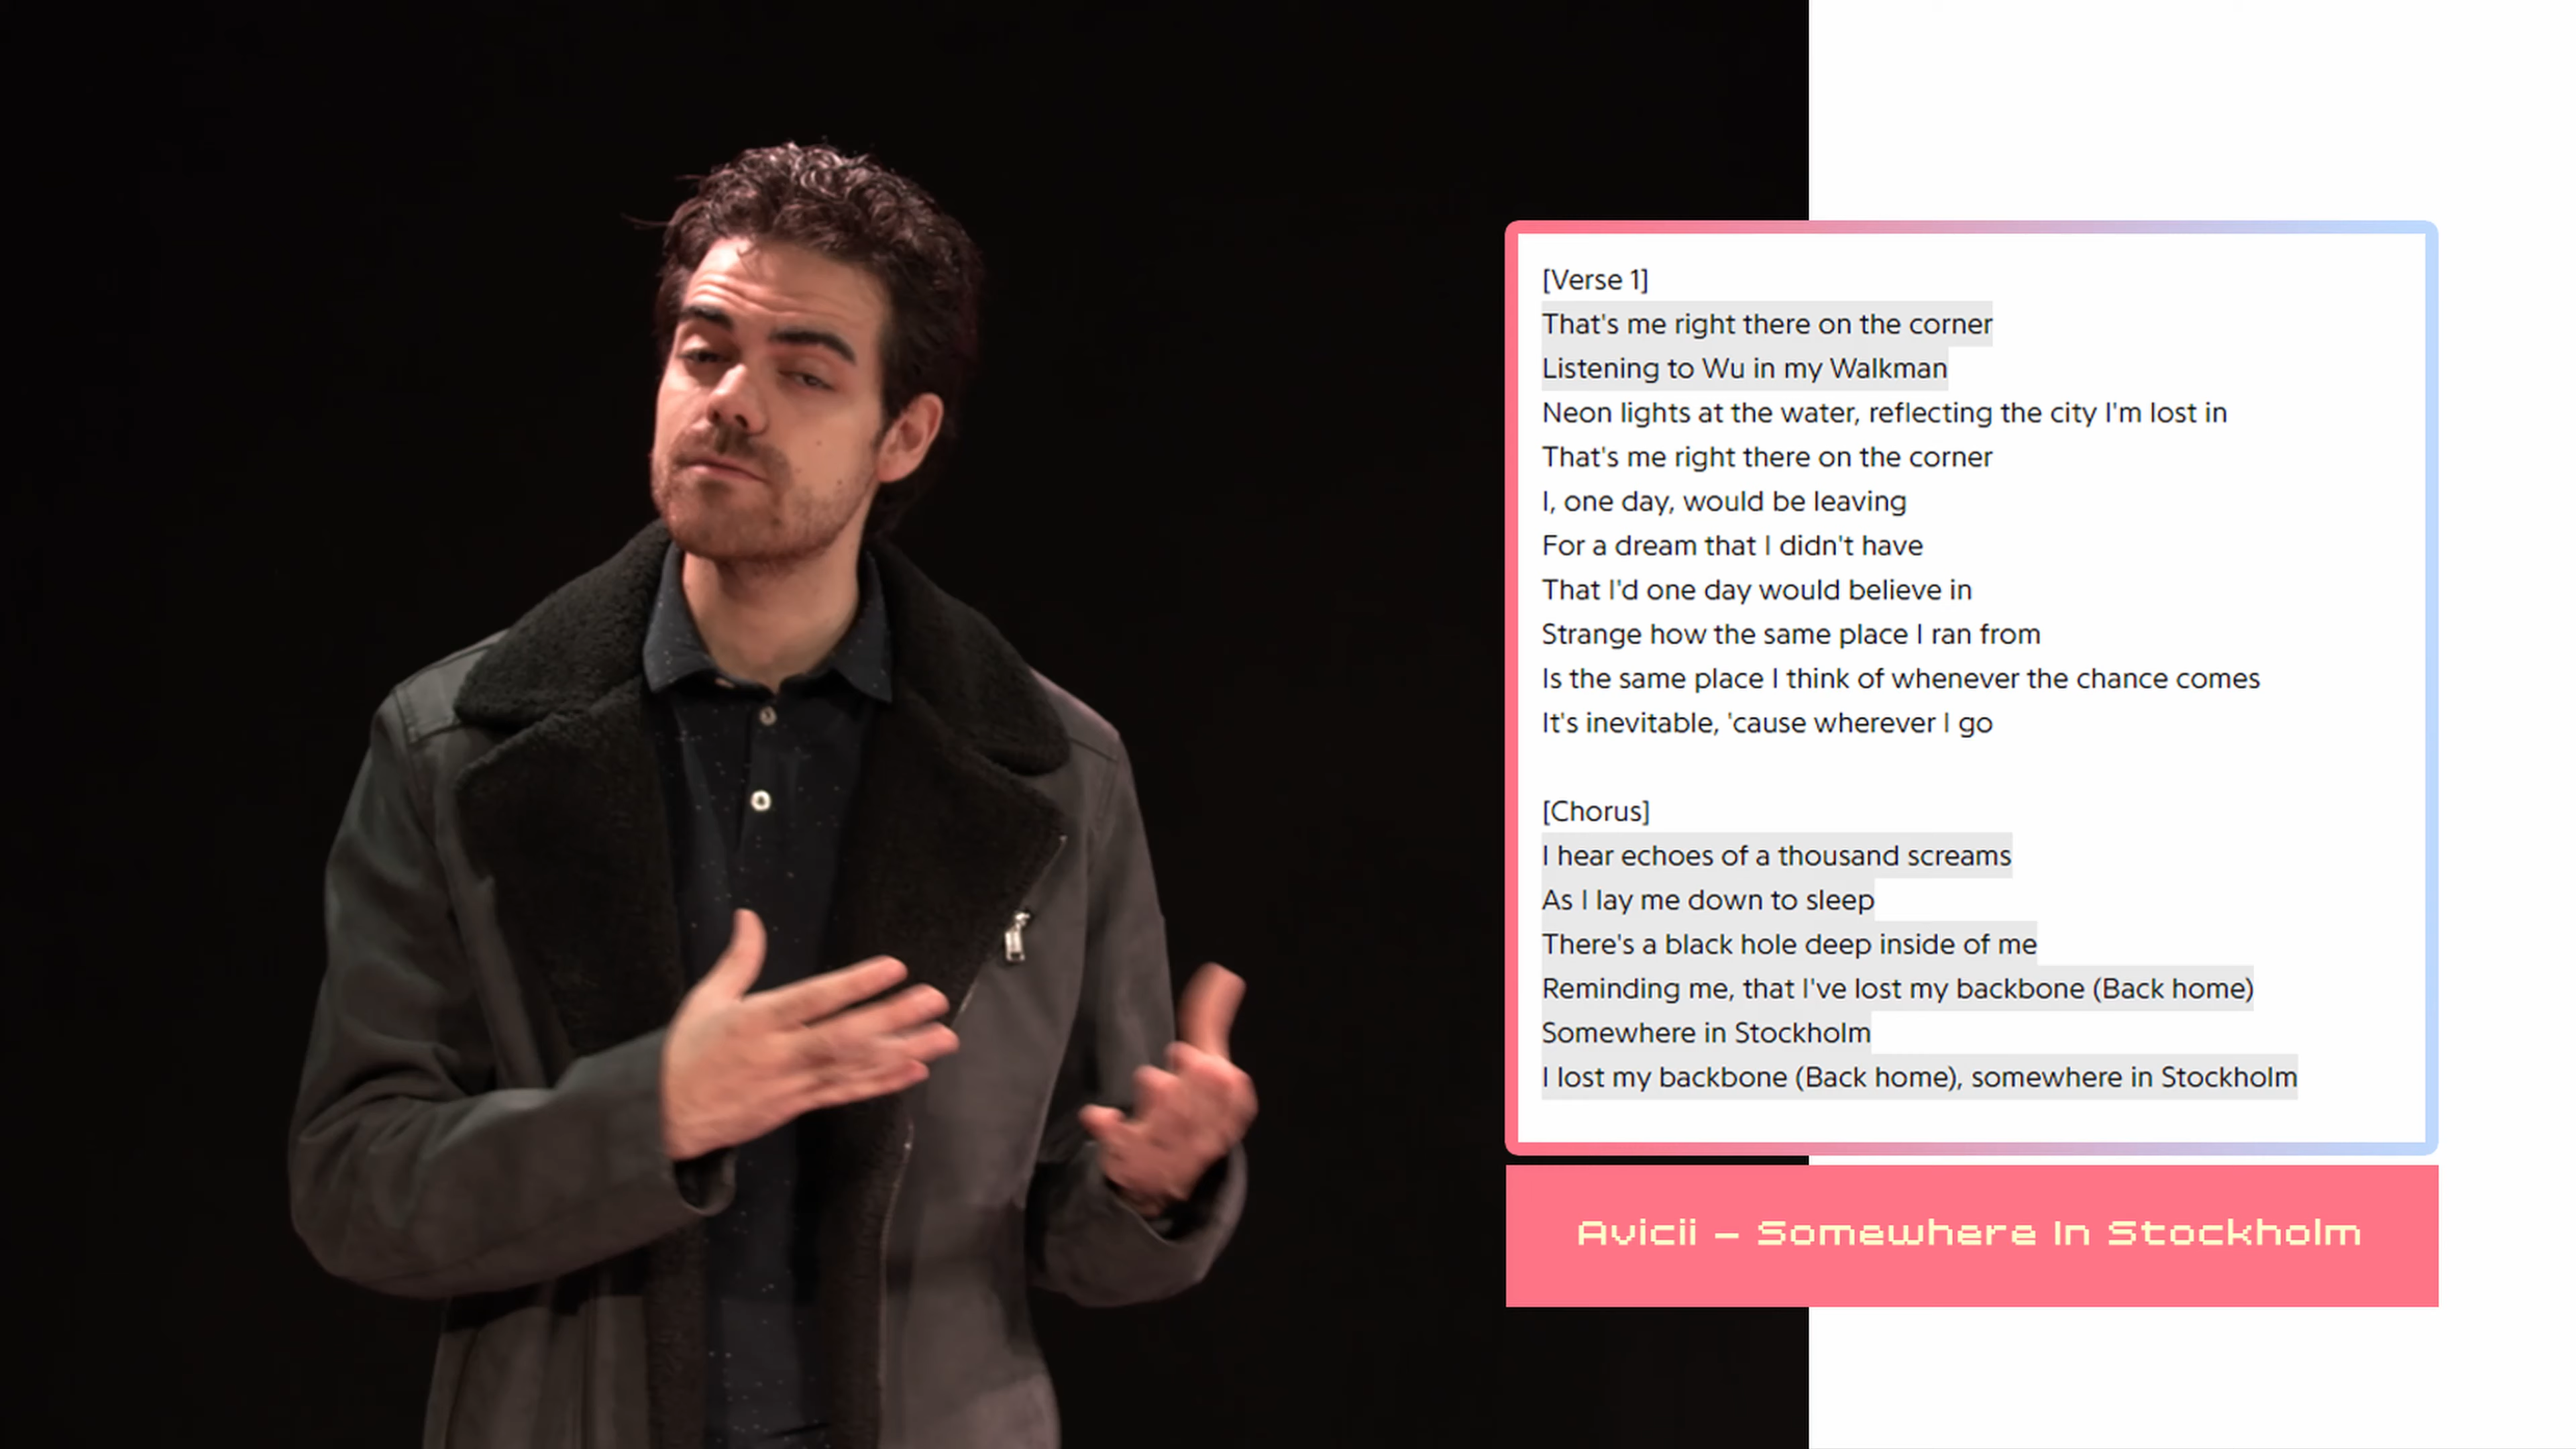 [Verse 1]
That's me right there on the corner
Listening to Wu in my Walkman
Neon lights at the water, reflecting the city I'm lost in
That's me right there on the corner
I, one day, would be leaving
For a dream that I didn't have
That I'd one day would believe in
Strange how the same place I ran from
Is the same place I think of whenever the chance comes
It's inevitable, 'cause wherever I go
[Chorus]
I hear echoes of a thousand screams
As I lay me down to sleep
There's a black hole deep inside of me
Reminding me, that I've lost my backbone (Back home)
Somewhere in Stockholm
I lost my backbone (Back home), somewhere in Stockholm
Avicii – Somewhere In Stockholm